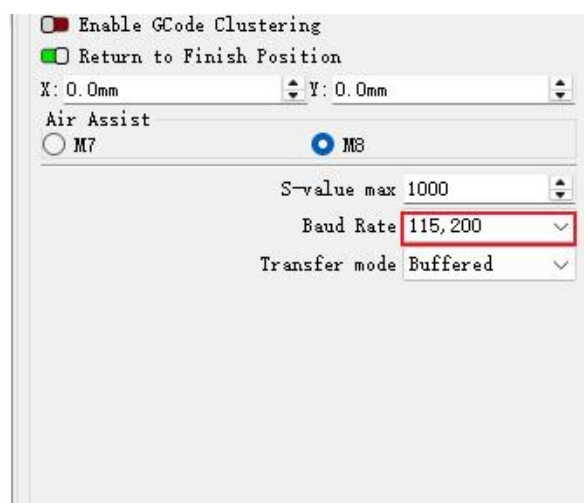 Enable GCode Clustering
Return to Finish Position
X: 0.0mm Y: 0.0mm
Air Assist
M7 M8
S-value max 1000
Baud Rate 115,200
Transfer mode Buffered